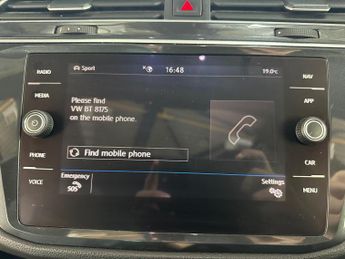 RADIO
MEDIA
PHONE
VOICE
Sport
16:48
19.0°C
Please find
VW BT 8175
on the mobile phone.
Find mobile phone
Emergency
SOS
Settings
NAV
APP
CAR
MENU